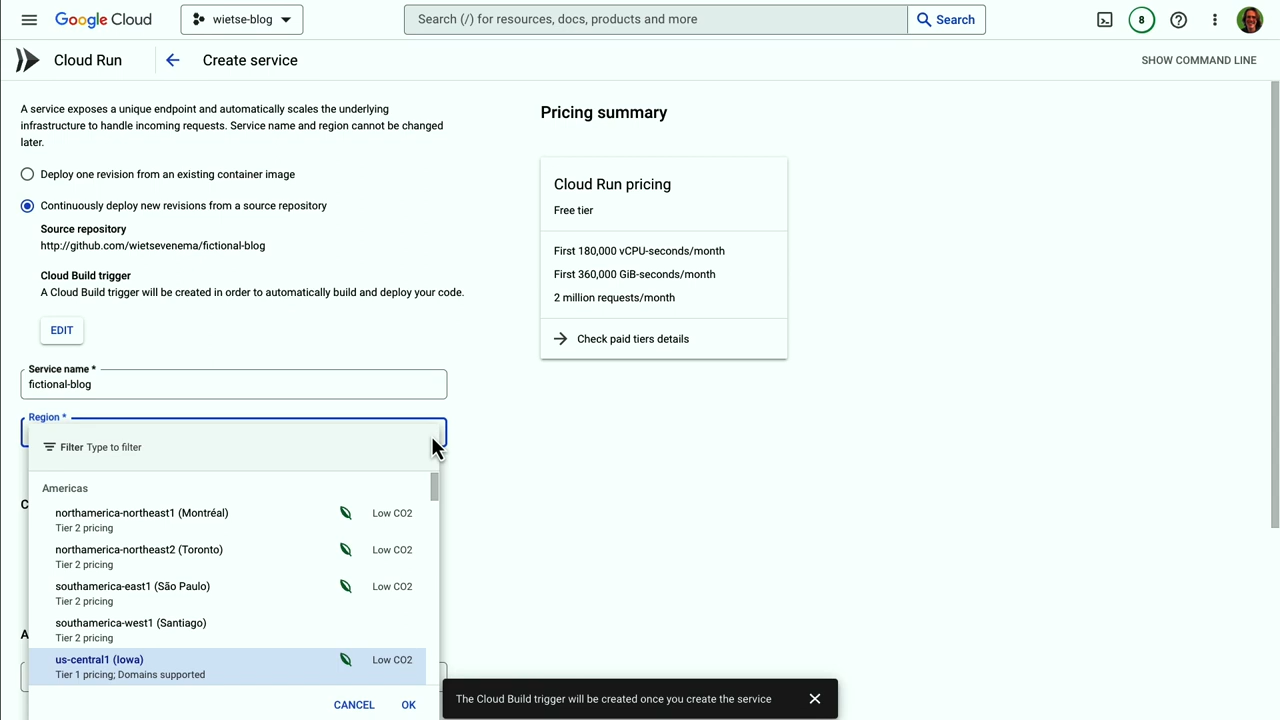 Google Cloud
wietse-blog
Search (/) for resources, docs, products and more
Search
8
Cloud Run
Create service
SHOW COMMAND LINE
A service exposes a unique endpoint and automatically scales the underlying
infrastructure to handle incoming requests. Service name and region cannot be changed
later.
Deploy one revision from an existing container image
Continuously deploy new revisions from a source repository
Source repository
http://github.com/wietsevenema/fictional-blog
Cloud Build trigger
A Cloud Build trigger will be created in order to automatically build and deploy your code.
EDIT
Service name *
fictional-blog
Region *
Filter Type to filter
Americas
northamerica-northeast1 (Montréal) Low CO2
Tier 2 pricing
northamerica-northeast2 (Toronto) Low CO2
Tier 2 pricing
southamerica-east1 (São Paulo) Low CO2
Tier 2 pricing
southamerica-west1 (Santiago)
Tier 2 pricing
us-central1 (Iowa) Low CO2
Tier 1 pricing; Domains supported
CANCEL
OK
Pricing summary
Cloud Run pricing
Free tier
First 180,000 vCPU-seconds/month
First 360,000 GiB-seconds/month
2 million requests/month
Check paid tiers details
The Cloud Build trigger will be created once you create the service